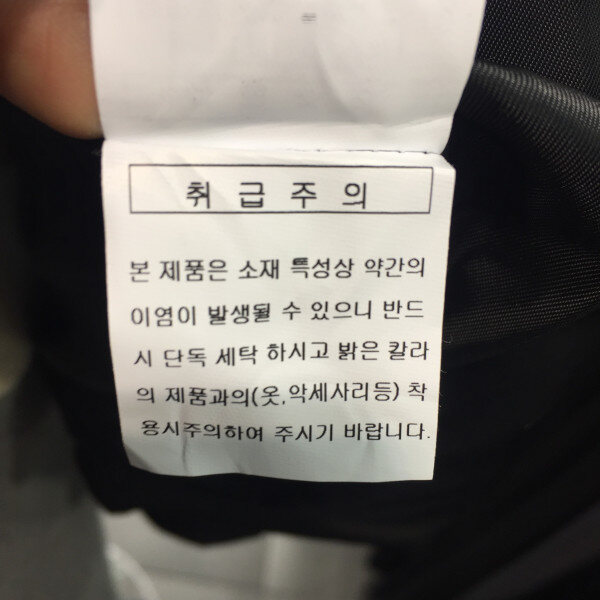 취급주의
본 제품은 소재 특성상 약간의
이염이 발생될 수 있으니 반드
시 단독 세탁 하시고 밝은 칼라
의 제품과의(옷,악세사리등) 착
용시주의하여 주시기 바랍니다.